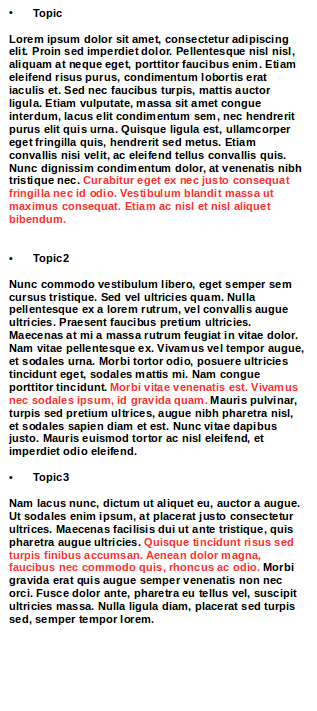 • Topic
Lorem ipsum dolor sit amet, consectetur adipiscing
elit. Proin sed imperdiet dolor. Pellentesque nisl nisl,
aliquam at neque eget, porttitor faucibus enim. Etiam
eleifend risus purus, condimentum lobortis erat
iaculis et. Sed nec faucibus turpis, mattis auctor
ligula. Etiam vulputate, massa sit amet congue
interdum, lacus elit condimentum sem, nec hendrerit
purus elit quis urna. Quisque ligula est, ullamcorper
eget fringilla quis, hendrerit sed metus. Etiam
convallis nisi velit, ac eleifend tellus convallis quis.
Nunc dignissim condimentum dolor, at venenatis nibh
tristique nec. Curabitur eget ex nec justo consequat
fringilla nec id odio. Vestibulum blandit massa ut
maximus consequat. Etiam ac nisl et nisl aliquet
bibendum.
• Topic2
Nunc commodo vestibulum libero, eget semper sem
cursus tristique. Sed vel ultricies quam. Nulla
pellentesque ex a lorem rutrum, vel convallis augue
ultricies. Praesent faucibus pretium ultricies.
Maecenas at mi a massa rutrum feugiat in vitae dolor.
Nam vitae pellentesque ex. Vivamus vel tempor augue,
et sodales urna. Morbi tortor odio, posuere ultricies
tincidunt eget, sodales mattis mi. Nam congue
porttitor tincidunt. Morbi vitae venenatis est. Vivamus
nec sodales ipsum, id gravida quam. Mauris pulvinar,
turpis sed pretium ultrices, augue nibh pharetra nisl,
et sodales sapien diam et est. Nunc vitae dapibus
justo. Mauris euismod tortor ac nisl eleifend, et
imperdiet odio eleifend.
• Topic3
Nam lacus nunc, dictum ut aliquet eu, auctor a augue.
Ut sodales enim ipsum, at placerat justo consectetur
ultrices. Maecenas facilisis dui ut ante tristique, quis
pharetra augue ultricies. Quisque tincidunt risus sed
turpis finibus accumsan. Aenean dolor magna,
faucibus nec commodo quis, rhoncus ac odio. Morbi
gravida erat quis augue semper venenatis non nec
orci. Fusce dolor ante, pharetra eu tellus vel, suscipit
ultricies massa. Nulla ligula diam, placerat sed turpis
sed, semper tempor lorem.